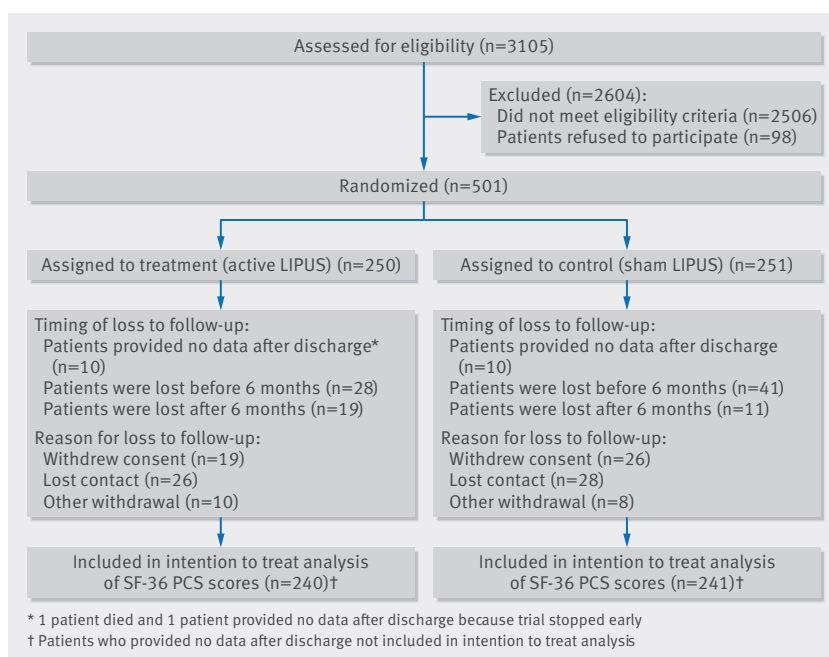 Assessed for eligibility (n=3105)
Excluded (n=2604):
Did not meet eligibility criteria (n=2506)
Patients refused to participate (n=98)
Randomized (n=501)
Assigned to treatment (active LIPUS) (n=250)
Assigned to control (sham LIPUS) (n=251)
Timing of loss to follow-up:
Patients provided no data after discharge*
(n=10)
Patients were lost before 6 months (n=28)
Patients were lost after 6 months (n=19)
Reason for loss to follow-up:
Withdrew consent (n=19)
Lost contact (n=26)
Other withdrawal (n=10)
Timing of loss to follow-up:
Patients provided no data after discharge
(n=10)
Patients were lost before 6 months (n=41)
Patients were lost after 6 months (n=11)
Reason for loss to follow-up:
Withdrew consent (n=26)
Lost contact (n=28)
Other withdrawal (n=8)
Included in intention to treat analysis
of SF-36 PCS scores (n=240)†
Included in intention to treat analysis
of SF-36 PCS scores (n=241)†
* 1 patient died and 1 patient provided no data after discharge because trial stopped early
† Patients who provided no data after discharge not included in intention to treat analysis